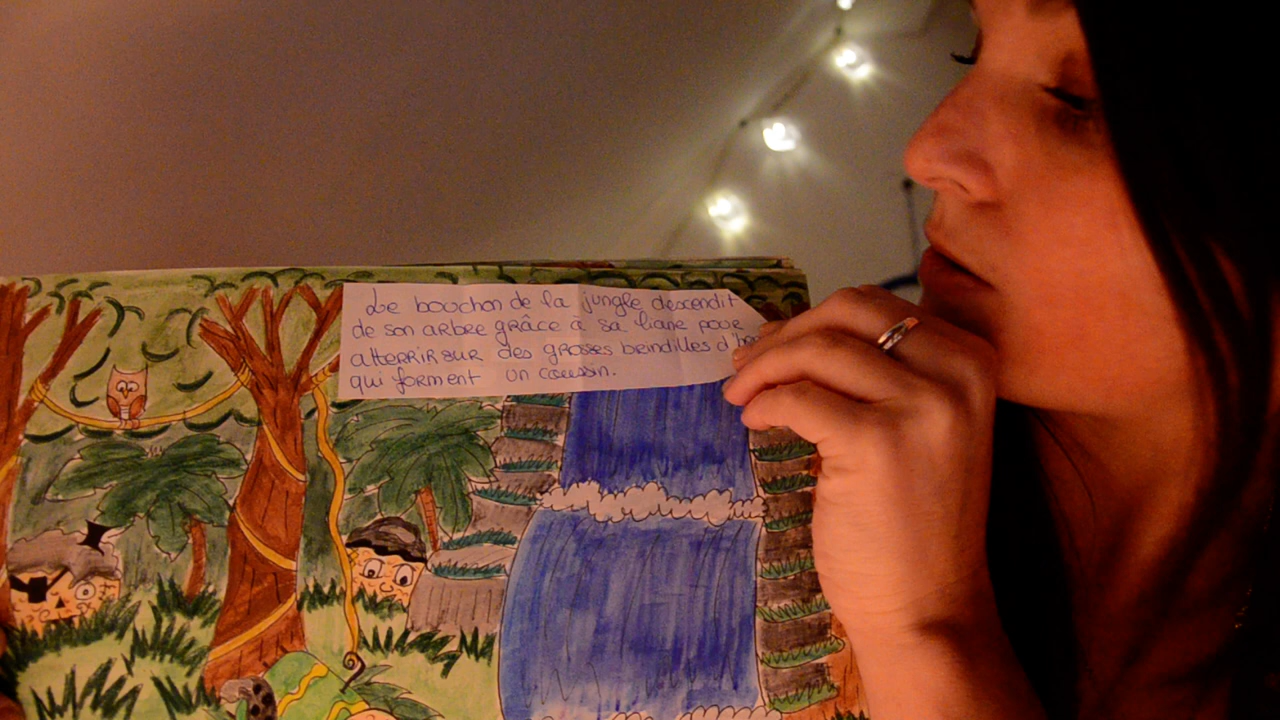 Le bouchon de la jungle descendit
de son arbre grâce à sa liane pour
atterrir sur des grosses brindilles
qui forment un coussin.